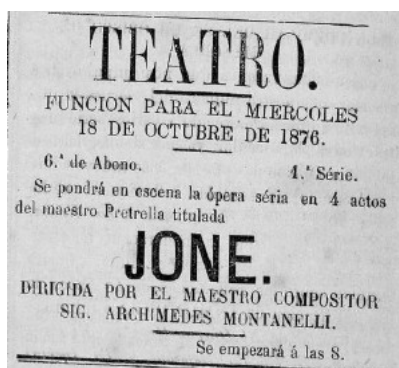 TEATRO.
FUNCION PARA EL MIERCOLES
18 DE OCTUBRE DE 1876.
6.ª de Abono. 1.ª Série.
Se pondrá en escena la ópera séria en 4 actos
del maestro Pretrella titulada
JONE.
DIRIGIDA POR EL MAESTRO COMPOSITOR
SIG. ARCHIMEDES MONTANELLI.
Se empezará á las 8.